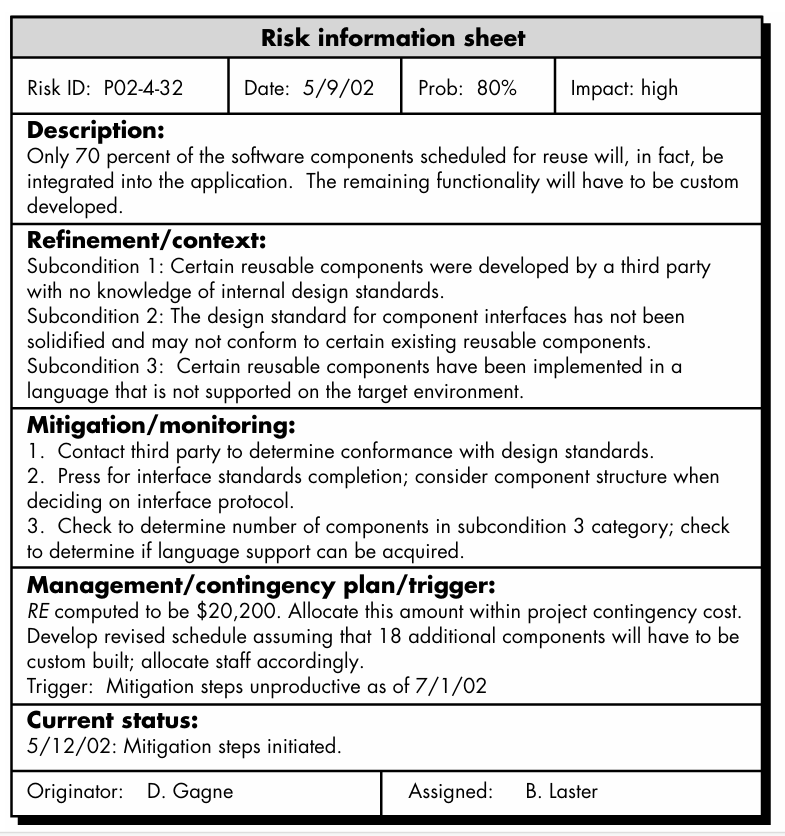 Risk information sheet
Risk ID: P02-4-32 Date: 5/9/02 Prob: 80% Impact: high
Description:
Only 70 percent of the software components scheduled for reuse will, in fact, be
integrated into the application. The remaining functionality will have to be custom
developed.
Refinement/context:
Subcondition 1: Certain reusable components were developed by a third party
with no knowledge of internal design standards.
Subcondition 2: The design standard for component interfaces has not been
solidified and may not conform to certain existing reusable components.
Subcondition 3: Certain reusable components have been implemented in a
language that is not supported on the target environment.
Mitigation/monitoring:
1. Contact third party to determine conformance with design standards.
2. Press for interface standards completion; consider component structure when
deciding on interface protocol.
3. Check to determine number of components in subcondition 3 category; check
to determine if language support can be acquired.
Management/contingency plan/trigger:
RE computed to be $20,200. Allocate this amount within project contingency cost.
Develop revised schedule assuming that 18 additional components will have to be
custom built; allocate staff accordingly.
Trigger: Mitigation steps unproductive as of 7/1/02
Current status:
5/12/02: Mitigation steps initiated.
Originator: D. Gagne Assigned: B. Laster